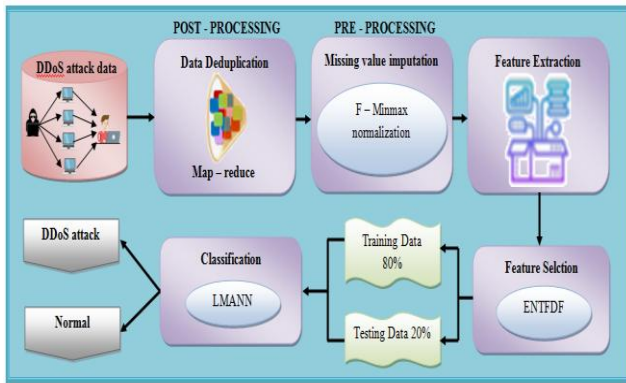 POST - PROCESSING
PRE - PROCESSING
DDoS attack data
Data Deduplication
Map – reduce
Missing value imputation
F – Minmax
normalization
Feature Extraction
DDoS attack
Normal
Classification
LMANN
Training Data
80%
Testing Data 20%
Feature Selction
ENTFDF